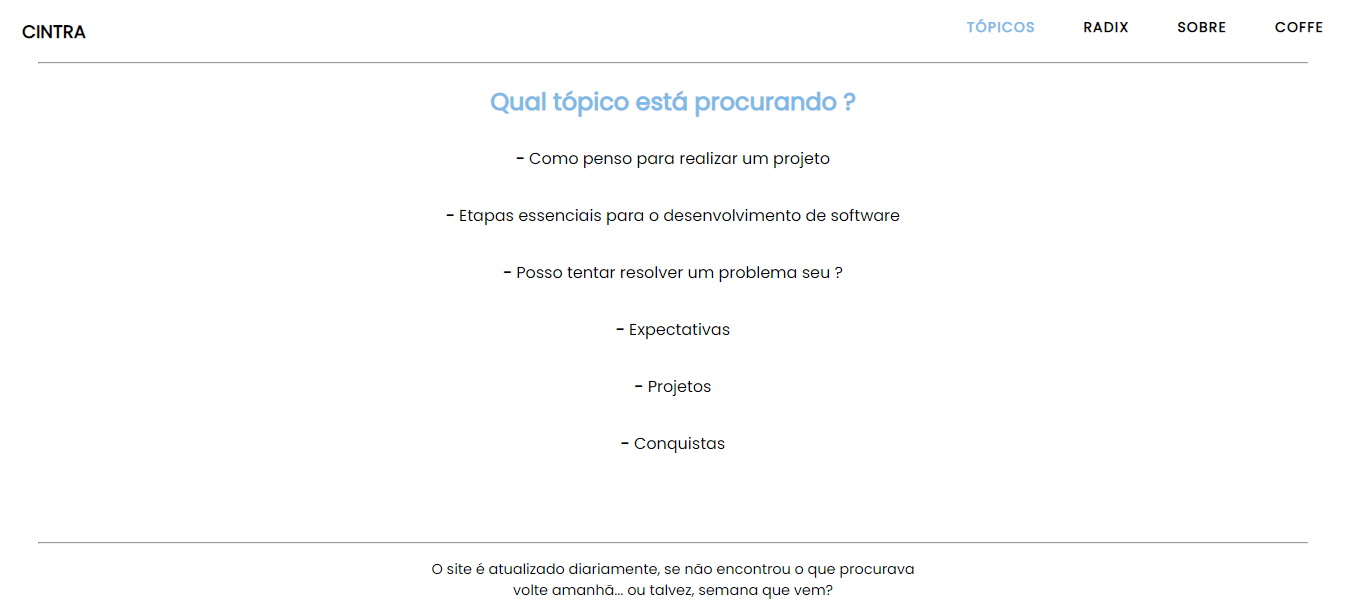 CINTRA
TÓPICOS RADIX SOBRE COFFE
Qual tópico está procurando ?
- Como penso para realizar um projeto
- Etapas essenciais para o desenvolvimento de software
- Posso tentar resolver um problema seu ?
- Expectativas
- Projetos
- Conquistas
O site é atualizado diariamente, se não encontrou o que procurava
volte amanhã... ou talvez, semana que vem?